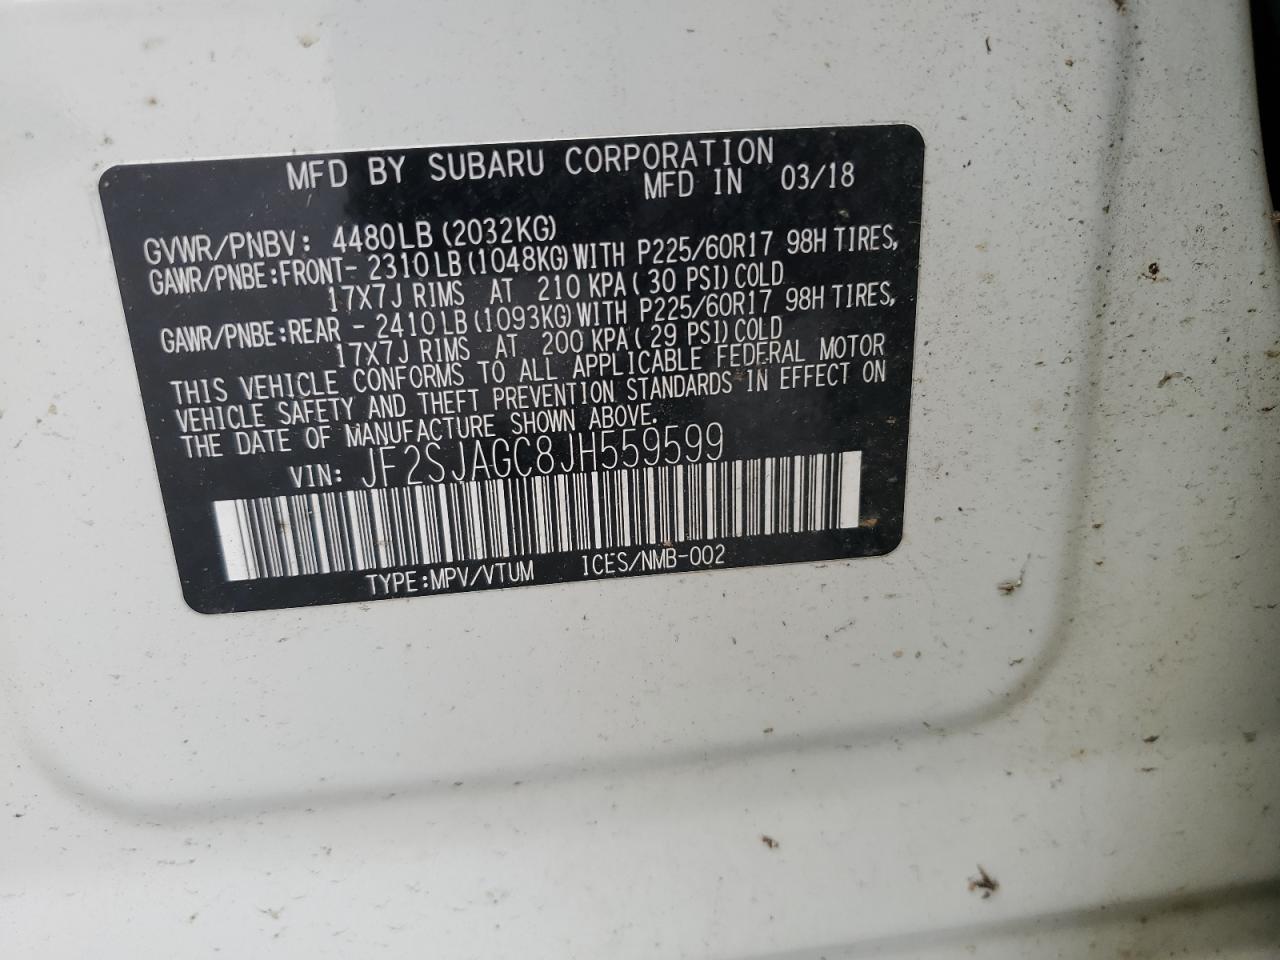 MFD BY SUBARU CORPORATION
MFD IN 03/18
GVWR/PNBV: 4480LB(2032KG)
GAWR/PNBE:FRONT- 2310LB(1048KG)WITH P225/60R17 98H TIRES,
17X7J RIMS AT 210 KPA(30 PSI)COLD
GAWR/PNBE:REAR - 2410LB(1093KG)WITH P225/60R17 98H TIRES,
17X7J RIMS AT 200 KPA(29 PSI)COLD
THIS VEHICLE CONFORMS TO ALL APPLICABLE FEDERAL MOTOR
VEHICLE SAFETY AND THEFT PREVENTION STANDARDS IN EFFECT ON
THE DATE OF MANUFACTURE SHOWN ABOVE.
VIN: JF2SJAGC8JH559599
TYPE:MPV/VTUM ICES/NMB-002